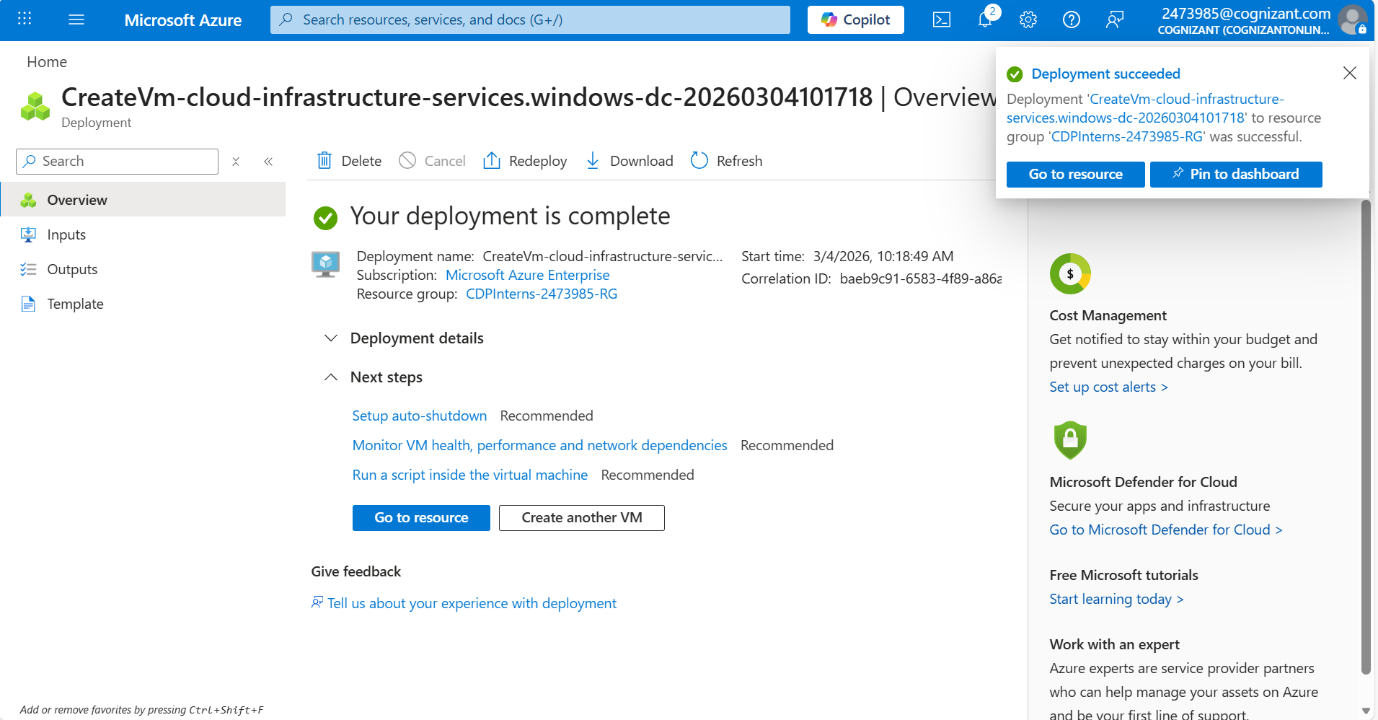 Microsoft Azure
Search resources, services, and docs (G+/)
Copilot
2
2473985@cognizant.com
COGNIZANT (COGNIZANTONLIN...
Home
CreateVm-cloud-infrastructure-services.windows-dc-20260304101718 | Overview
Deployment
Deployment succeeded
Deployment 'CreateVm-cloud-infrastructure-
services.windows-dc-20260304101718' to resource
group 'CDPInterns-2473985-RG' was successful.
Go to resource
Pin to dashboard
Search
Delete
Cancel
Redeploy
Download
Refresh
Overview
Inputs
Outputs
Template
Your deployment is complete
Deployment name: CreateVm-cloud-infrastructure-servic...
Subscription: Microsoft Azure Enterprise
Resource group: CDPInterns-2473985-RG
Start time: 3/4/2026, 10:18:49 AM
Correlation ID: baeb9c91-6583-4f89-a86a
Deployment details
Next steps
Setup auto-shutdown Recommended
Monitor VM health, performance and network dependencies Recommended
Run a script inside the virtual machine Recommended
Go to resource
Create another VM
Give feedback
Tell us about your experience with deployment
Cost Management
Get notified to stay within your budget and
prevent unexpected charges on your bill.
Set up cost alerts >
Microsoft Defender for Cloud
Secure your apps and infrastructure
Go to Microsoft Defender for Cloud >
Free Microsoft tutorials
Start learning today >
Work with an expert
Azure experts are service provider partners
who can help manage your assets on Azure
and be your first line of support.
Add or remove favorites by pressing Ctrl+Shift+F